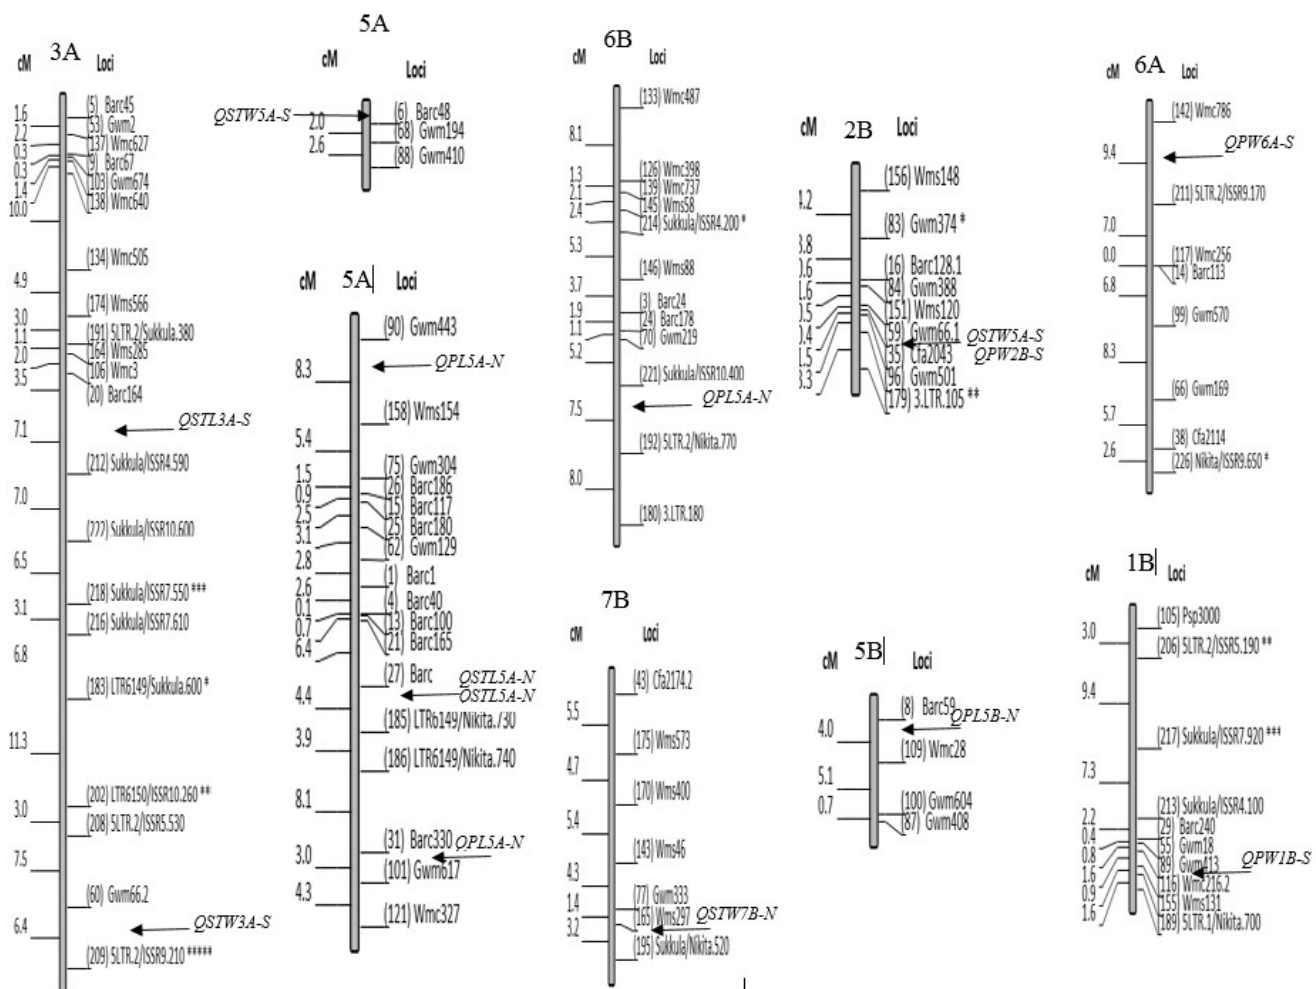 3A
cM Loci
1.6
2.2
0.3
0.3
1.4
10.0
4.9
3.0
1.1
2.0
3.5
7.1
7.0
6.5
3.1
6.8
11.3
3.0
7.5
6.4
(5) Barc45
(53) Gwm2
(137) Wmc627
(9) Barc67
(103) Gwm674
(138) Wmc640
(134) Wmc505
(174) Wms566
(191) 5LTR.2/Sukkula.380
(164) Wms285
(106) Wmc3
(20) Barc164
QSTL3A-S
(212) Sukkula/ISSR4.590
(222) Sukkula/ISSR10.600
(218) Sukkula/ISSR7.550 ***
(216) Sukkula/ISSR7.610
(183) LTR6149/Sukkula.600 *
(202) LTR6150/ISSR10.260 **
(208) 5LTR.2/ISSR5.530
(60) Gwm66.2
QSTW3A-S
(209) 5LTR.2/ISSR9.210 *****
5A
cM Loci
QSTW5A-S
2.0
2.6
(6) Barc48
(68) Gwm194
(88) Gwm410
cM 5A Loci
8.3
5.4
1.5
0.9
2.5
3.1
2.8
2.6
0.1
0.7
6.4
4.4
3.9
8.1
3.0
4.3
(90) Gwm443
QPL5A-N
(158) Wms154
(75) Gwm304
(26) Barc186
(15) Barc117
(25) Barc180
(62) Gwm129
(1) Barc1
(4) Barc40
(13) Barc100
(21) Barc165
(27) Barc
QSTL5A-N
QSTL5A-N
(185) LTR6149/Nikita.730
(186) LTR6149/Nikita.740
(31) Barc330
QPL5A-N
(101) Gwm617
(121) Wmc327
6B
cM Loci
8.1
1.3
2.1
2.4
5.3
3.7
1.9
1.1
5.2
7.5
8.0
(133) Wmc487
(126) Wmc398
(139) Wmc737
(145) Wms58
(214) Sukkula/ISSR4.200 *
(146) Wms88
(3) Barc24
(24) Barc178
(70) Gwm219
(221) Sukkula/ISSR10.400
QPL5A-N
(192) 5LTR.2/Nikita.770
(180) 3.LTR.180
7B
cM Loci
5.5
4.7
5.4
4.3
1.4
3.2
(43) Cfa2174.2
(175) Wms573
(170) Wms400
(143) Wms46
(77) Gwm333
(165) Wms297
QSTW7B-N
(195) Sukkula/Nikita.520
cM 2B Loci
.2
.8
.6
.6
.5
.4
.5
.3
(156) Wms148
(83) Gwm374 *
(16) Barc128.1
(84) Gwm388
(151) Wms120
(59) Gwm66.1
(35) Cfa2043
(96) Gwm501
(179) 3.LTR.105 **
QSTW5A-S
QPW2B-S
5B
cM Loci
4.0
5.1
0.7
(8) Barc59
QPL5B-N
(109) Wmc28
(100) Gwm604
(87) Gwm408
6A
cM Loci
9.4
7.0
0.0
6.8
8.3
5.7
2.6
(142) Wmc786
QPW6A-S
(211) 5LTR.2/ISSR9.170
(117) Wmc256
(14) Barc113
(99) Gwm570
(66) Gwm169
(38) Cfa2114
(226) Nikita/ISSR9.650 *
1B
cM Loci
3.0
9.4
7.3
2.2
0.4
0.8
1.6
0.9
1.6
(105) Psp3000
(206) 5LTR.2/ISSR5.190 **
(217) Sukkula/ISSR7.920 ***
(213) Sukkula/ISSR4.100
(29) Barc240
(55) Gwm18
(89) Gwm413
(116) Wmc216.2
(155) Wms131
(189) 5LTR.1/Nikita.700
QPW1B-S